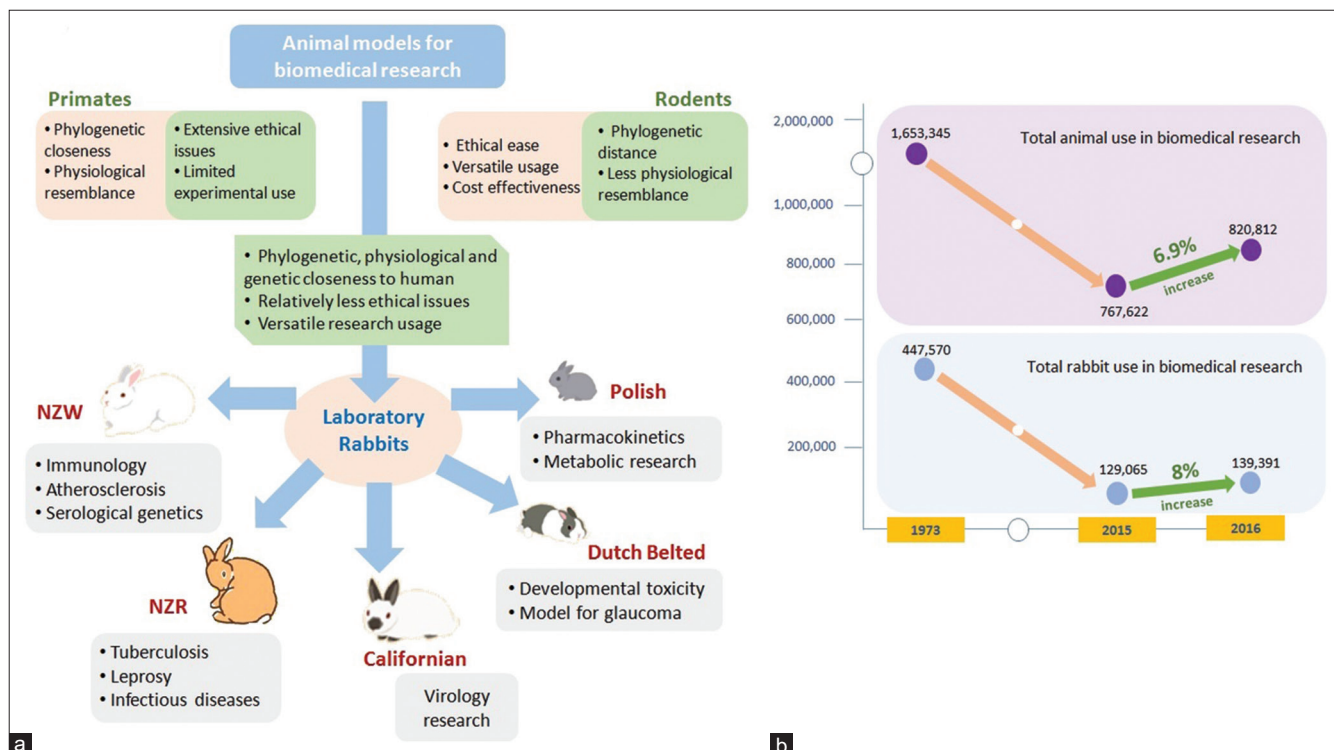 Animal models for
biomedical research
Primates
• Phylogenetic
closeness
• Physiological
resemblance
• Extensive ethical
issues
• Limited
experimental use
Rodents
• Ethical ease
• Versatile usage
• Cost effectiveness
• Phylogenetic
distance
• Less physiological
resemblance
• Phylogenetic, physiological and
genetic closeness to human
• Relatively less ethical issues
• Versatile research usage
Laboratory
Rabbits
NZW
• Immunology
• Atherosclerosis
• Serological genetics
Polish
• Pharmacokinetics
• Metabolic research
NZR
• Tuberculosis
• Leprosy
• Infectious diseases
Californian
Virology
research
Dutch Belted
• Developmental toxicity
• Model for glaucoma
a
2,000,000
1,000,000
800,000
600,000
400,000
200,000
Total animal use in biomedical research
1,653,345
767,622
6.9%
increase
820,812
Total rabbit use in biomedical research
447,570
129,065
8%
increase
139,391
1973
2015
2016
b